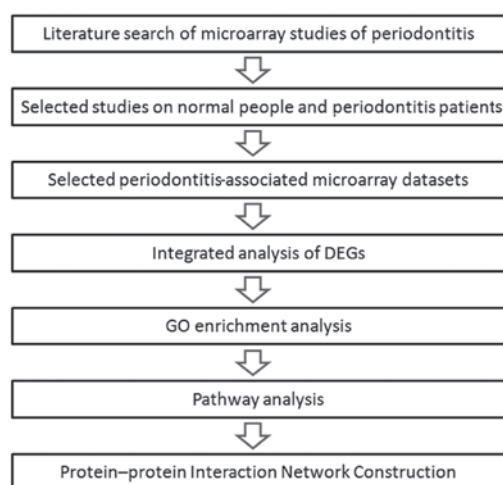 Literature search of microarray studies of periodontitis
Selected studies on normal people and periodontitis patients
Selected periodontitis-associated microarray datasets
Integrated analysis of DEGs
GO enrichment analysis
Pathway analysis
Protein–protein Interaction Network Construction